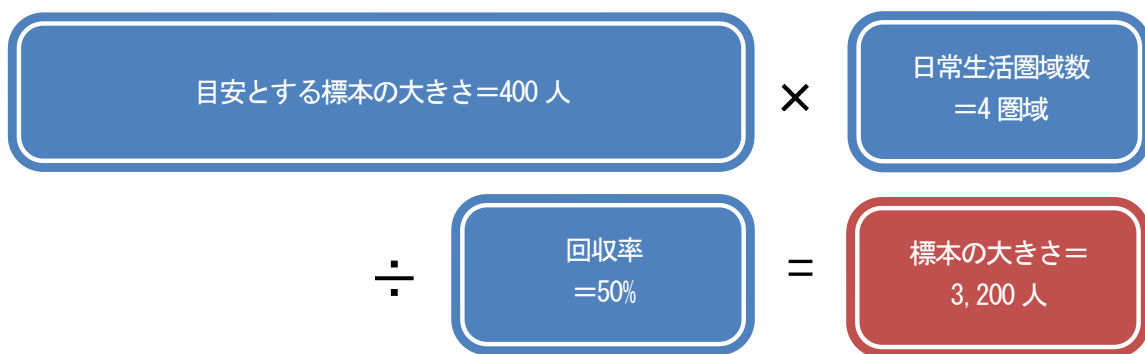 目安とする標本の大きさ＝400 人
×
日常生活圏域数
＝4 圏域
÷
回収率
＝50%
＝
標本の大きさ＝
3,200 人